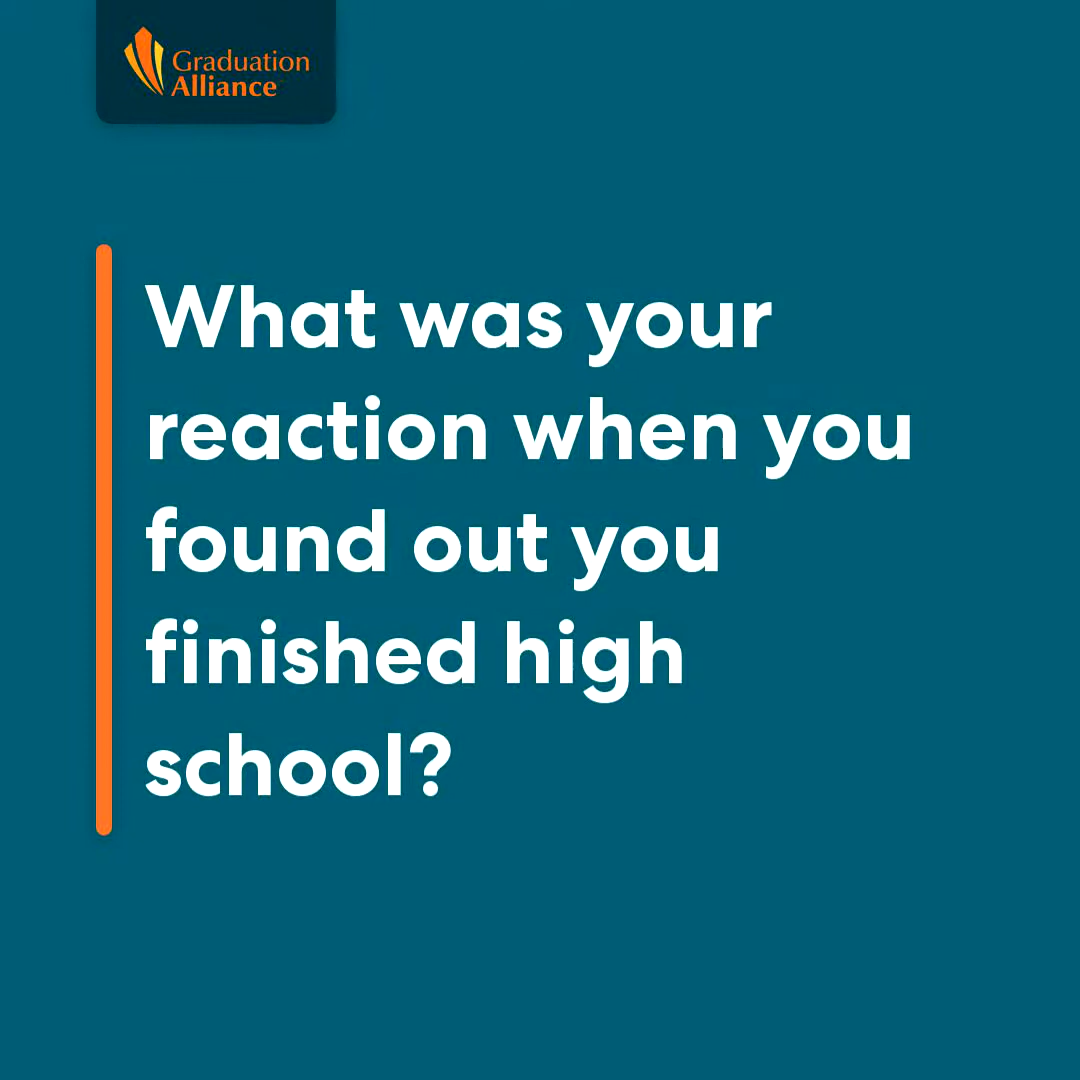 Graduation
Alliance
What was your
reaction when you
found out you
finished high
school?